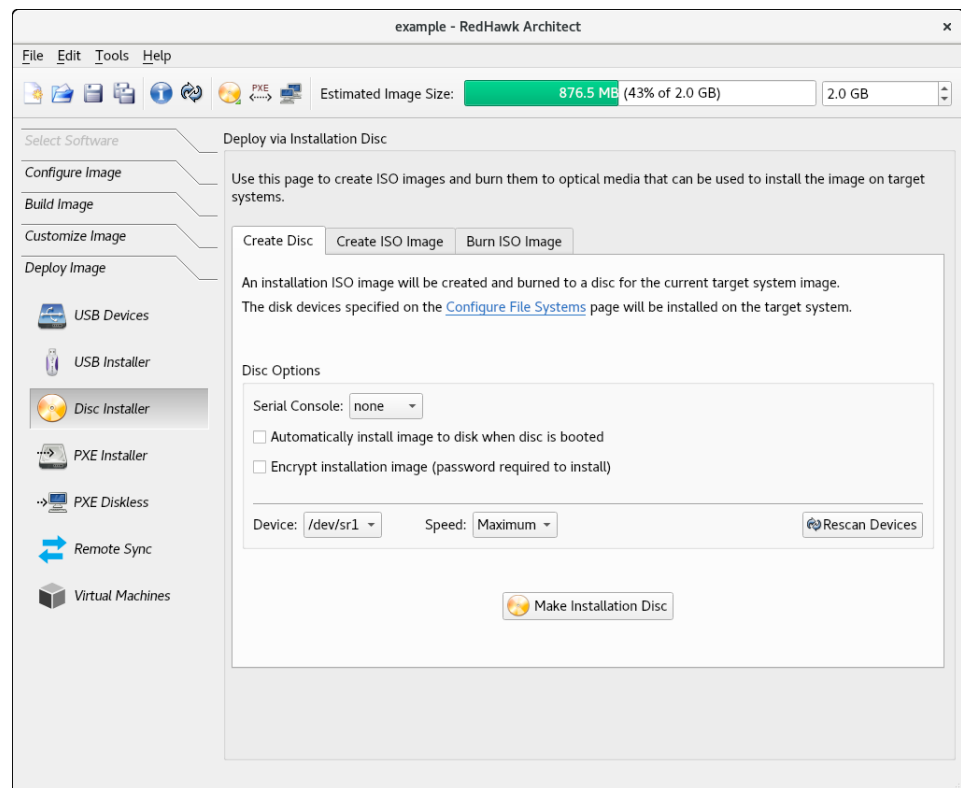 example - RedHawk Architect
×
File Edit Tools Help
PXE Estimated Image Size: 876.5 MB (43% of 2.0 GB) 2.0 GB
Select Software
Configure Image
Build Image
Customize Image
Deploy Image
USB Devices
USB Installer
Disc Installer
PXE Installer
PXE Diskless
Remote Sync
Virtual Machines
Deploy via Installation Disc
Use this page to create ISO images and burn them to optical media that can be used to install the image on target
systems.
Create Disc Create ISO Image Burn ISO Image
An installation ISO image will be created and burned to a disc for the current target system image.
The disk devices specified on the Configure File Systems page will be installed on the target system.
Disc Options
Serial Console: none
Automatically install image to disk when disc is booted
Encrypt installation image (password required to install)
Device: /dev/sr1 Speed: Maximum Rescan Devices
Make Installation Disc